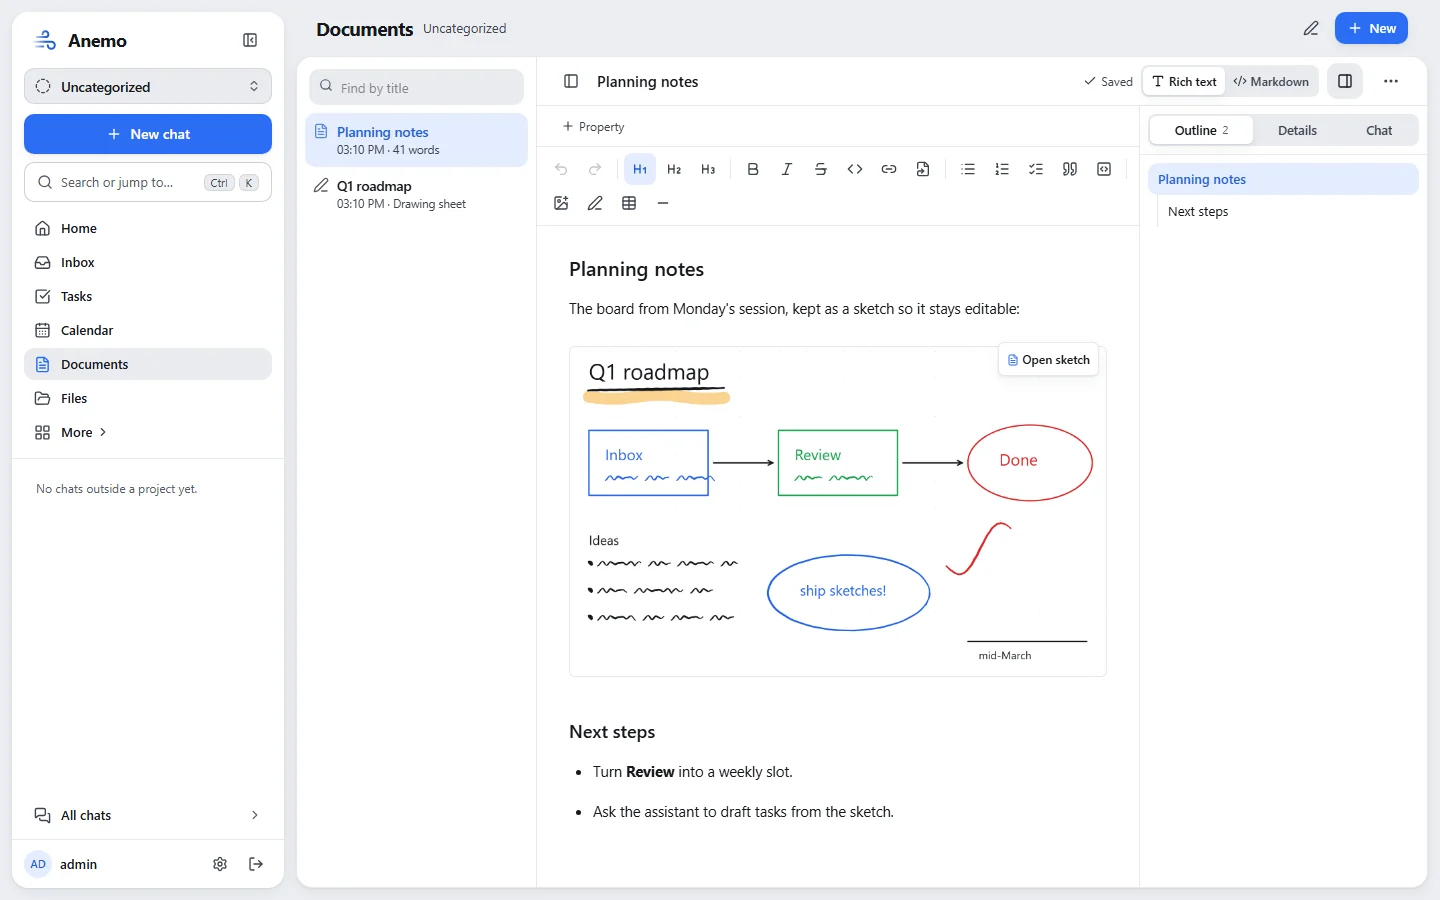 Anemo
Uncategorized
New chat
Search or jump to...
Ctrl K
Home
Inbox
Tasks
Calendar
Documents
Files
More
No chats outside a project yet.
All chats
AD admin
Documents Uncategorized
New
Find by title
Planning notes
03:10 PM · 41 words
Q1 roadmap
03:10 PM · Drawing sheet
Planning notes
Saved
Rich text
Markdown
+ Property
H1 H2 H3
Planning notes
The board from Monday's session, kept as a sketch so it stays editable:
Open sketch
Q1 roadmap
Inbox
Review
Done
Ideas
ship sketches!
mid-March
Next steps
• Turn Review into a weekly slot.
• Ask the assistant to draft tasks from the sketch.
Outline 2
Details
Chat
Planning notes
Next steps